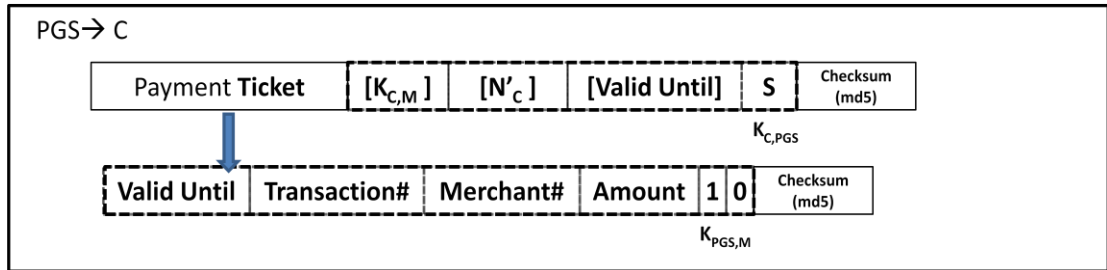 PGS→ C
Payment Ticket [K_C,M ] [N'_C ] [Valid Until] S Checksum
(md5)
K_C,PGS
Valid Until Transaction# Merchant# Amount 1 0 Checksum
(md5)
K_PGS,M